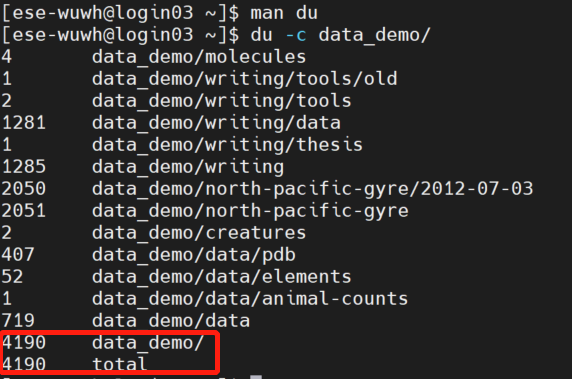 [ese-wuwh@login03 ~]$ man du
[ese-wuwh@login03 ~]$ du -c data_demo/
4 data_demo/molecules
1 data_demo/writing/tools/old
2 data_demo/writing/tools
1281 data_demo/writing/data
1 data_demo/writing/thesis
1285 data_demo/writing
2050 data_demo/north-pacific-gyre/2012-07-03
2051 data_demo/north-pacific-gyre
2 data_demo/creatures
407 data_demo/data/pdb
52 data_demo/data/elements
1 data_demo/data/animal-counts
719 data_demo/data
4190 data_demo/
4190 total